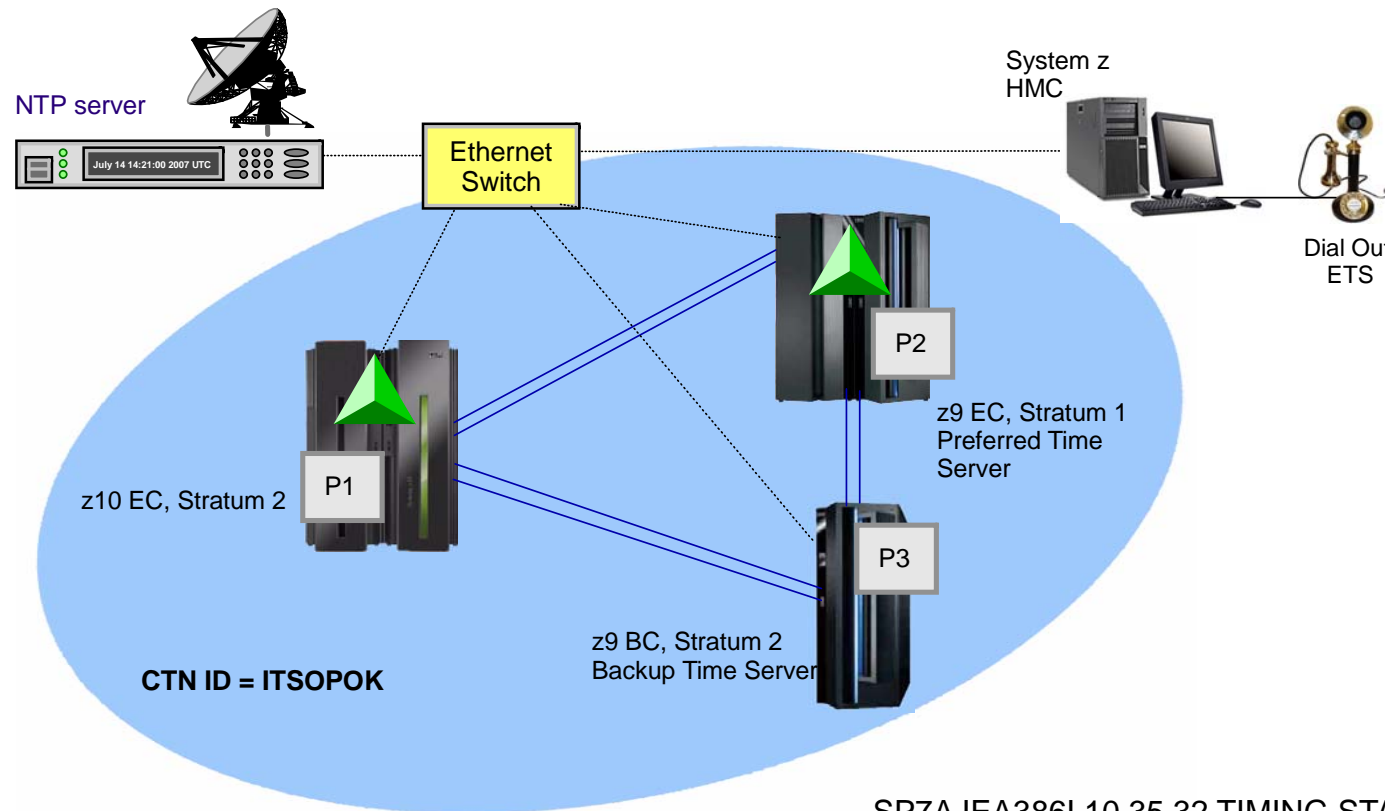 System z
HMC
NTP server
July 14 14:21:00 2007 UTC
Ethernet
Switch
Dial Out
ETS
P2
z9 EC, Stratum 1
Preferred Time
Server
P1
z10 EC, Stratum 2
P3
z9 BC, Stratum 2
Backup Time Server
CTN ID = ITSOPOK